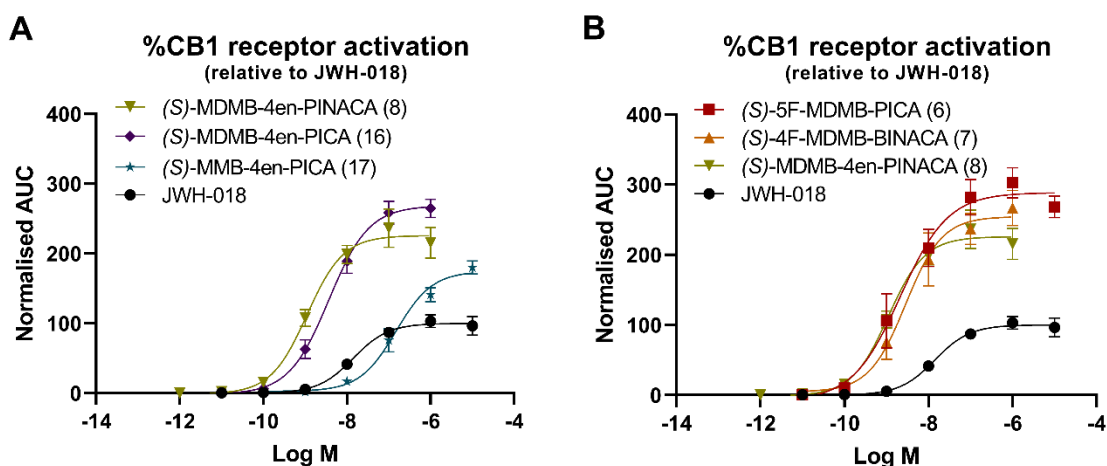 A
%CB1 receptor activation
(relative to JWH-018)
400
300
200
100
0
Normalised AUC
(S)-MDMB-4en-PINACA (8)
(S)-MDMB-4en-PICA (16)
(S)-MMB-4en-PICA (17)
JWH-018
-14
-12
-10
-8
-6
-4
Log M
B
%CB1 receptor activation
(relative to JWH-018)
400
300
200
100
0
Normalised AUC
(S)-5F-MDMB-PICA (6)
(S)-4F-MDMB-BINACA (7)
(S)-MDMB-4en-PINACA (8)
JWH-018
-14
-12
-10
-8
-6
-4
Log M